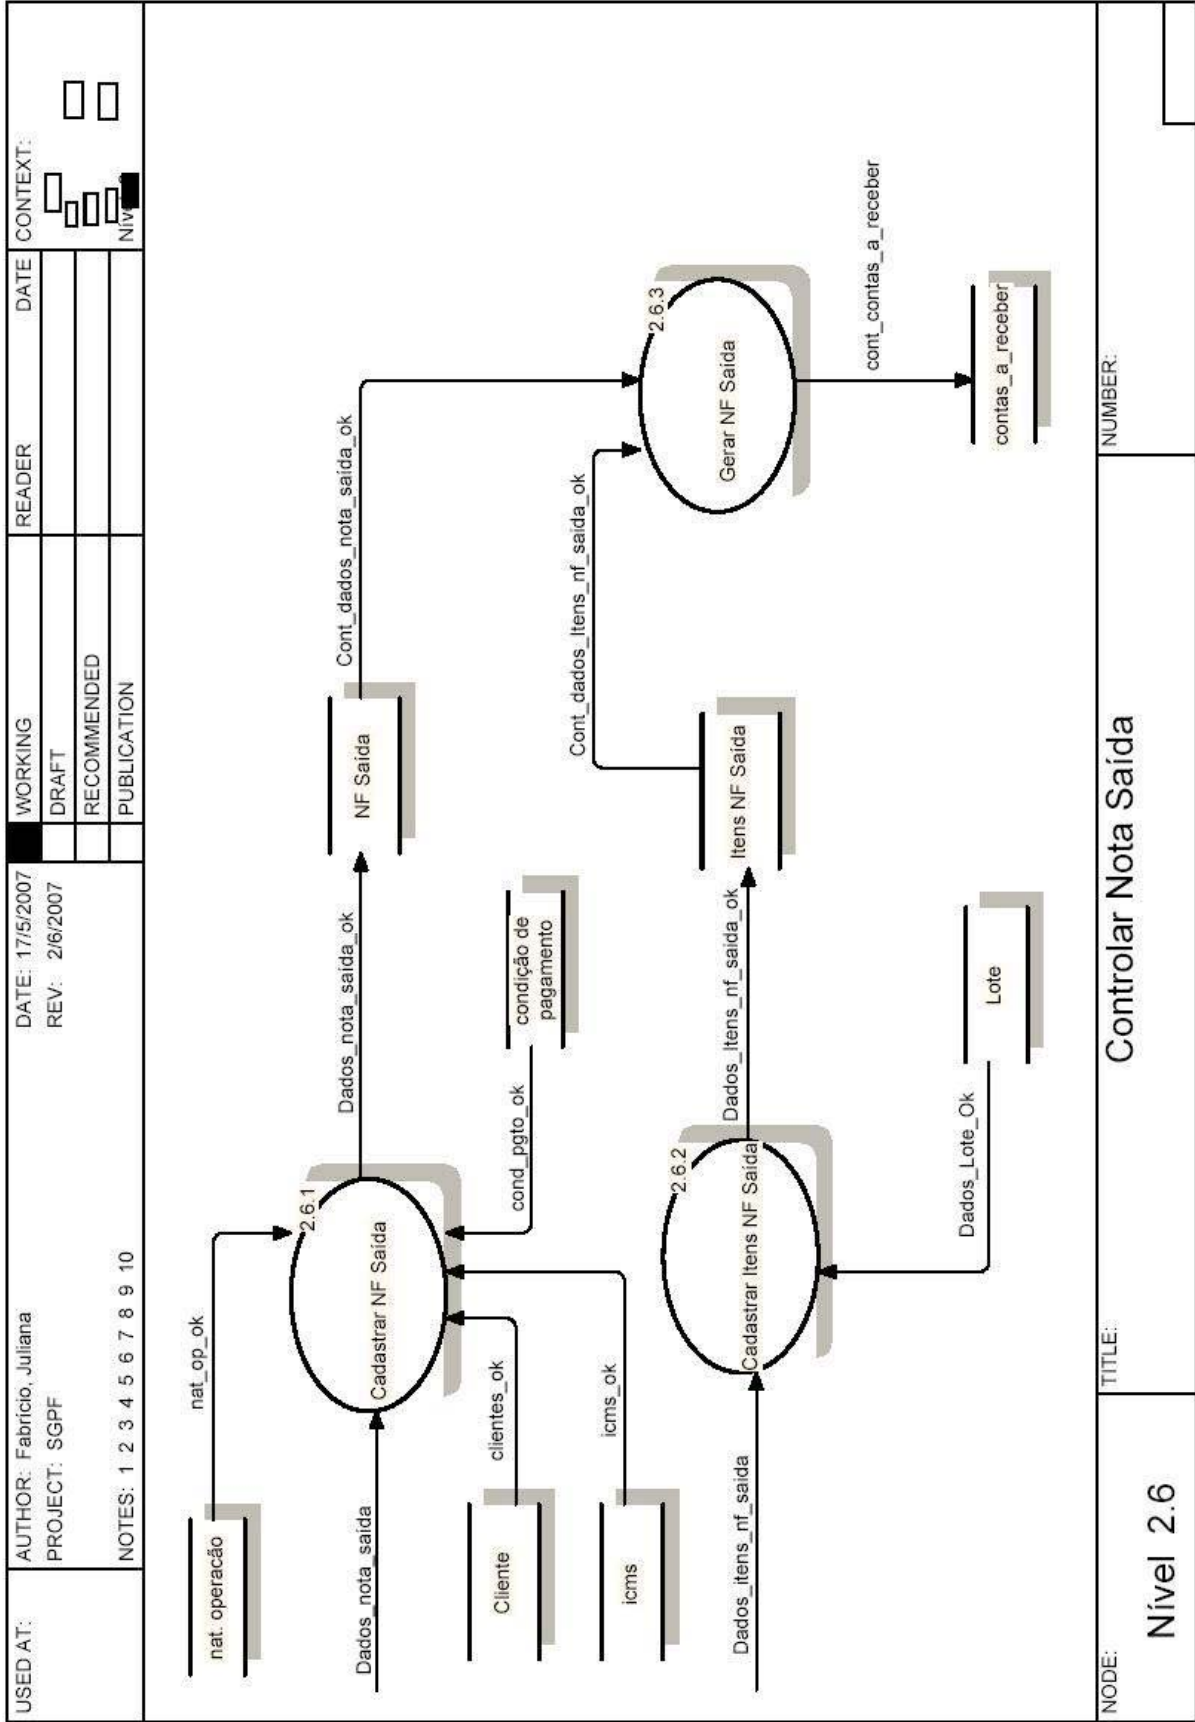 USED AT:
AUTHOR: Fabrício, Juliana
PROJECT: SGPF
NOTES: 1 2 3 4 5 6 7 8 9 10
DATE: 17/5/2007
REV: 2/6/2007
WORKING
DRAFT
RECOMMENDED
PUBLICATION
READER
DATE
CONTEXT:
nat. operacão
nat_op_ok
Dados_nota_saida
2.6.1
Cadastrar NF Saída
Dados_nota_saida_ok
NF Saída
Cont_dados_nota_saida_ok
Cliente
clientes_ok
cond_pgto_ok
condição de
pagamento
icms
icms_ok
Cont_dados_Itens_nf_saida_ok
2.6.3
Gerar NF Saída
cont_contas_a_receber
contas_a_receber
Dados_itens_nf_saida
2.6.2
Cadastrar Itens NF Saída
Dados_Itens_nf_saida_ok
Itens NF Saída
Dados_Lote_Ok
Lote
NODE:
Nível 2.6
TITLE:
Controlar Nota Saída
NUMBER: